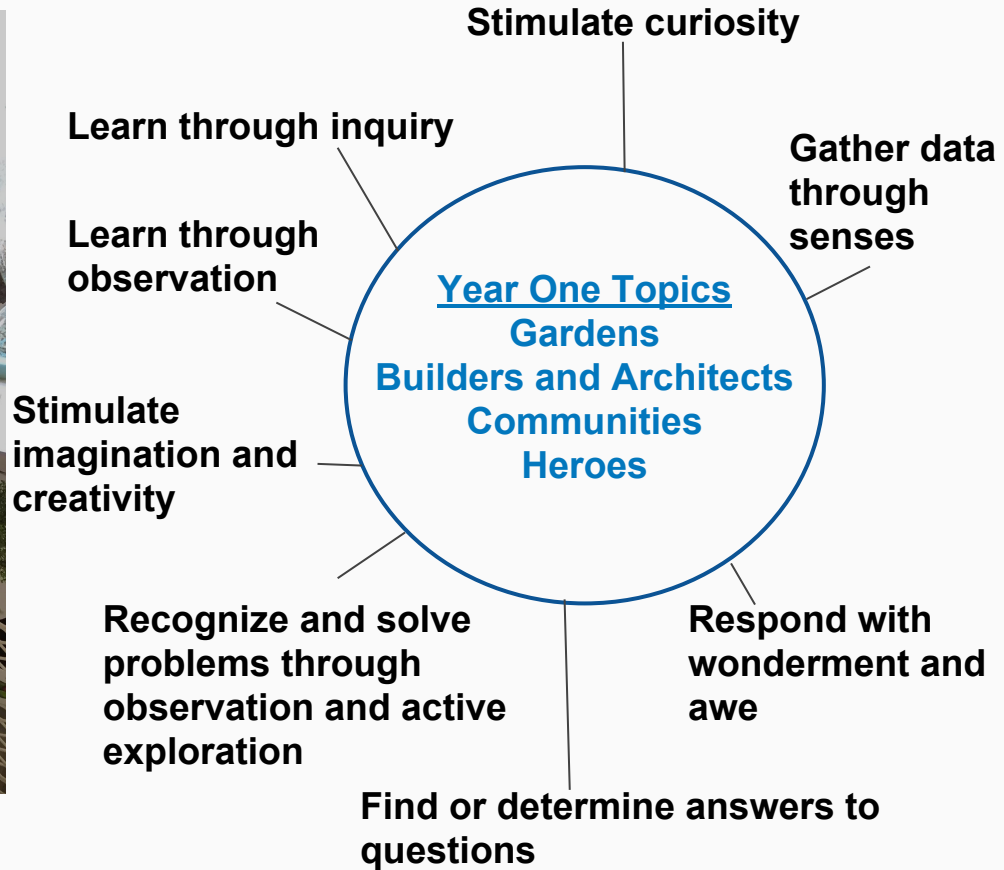 Stimulate curiosity
Learn through inquiry
Gather data
through
senses
Learn through
observation
Year One Topics
Gardens
Builders and Architects
Communities
Heroes
Stimulate
imagination and
creativity
Recognize and solve
problems through
observation and active
exploration
Respond with
wonderment and
awe
Find or determine answers to
questions